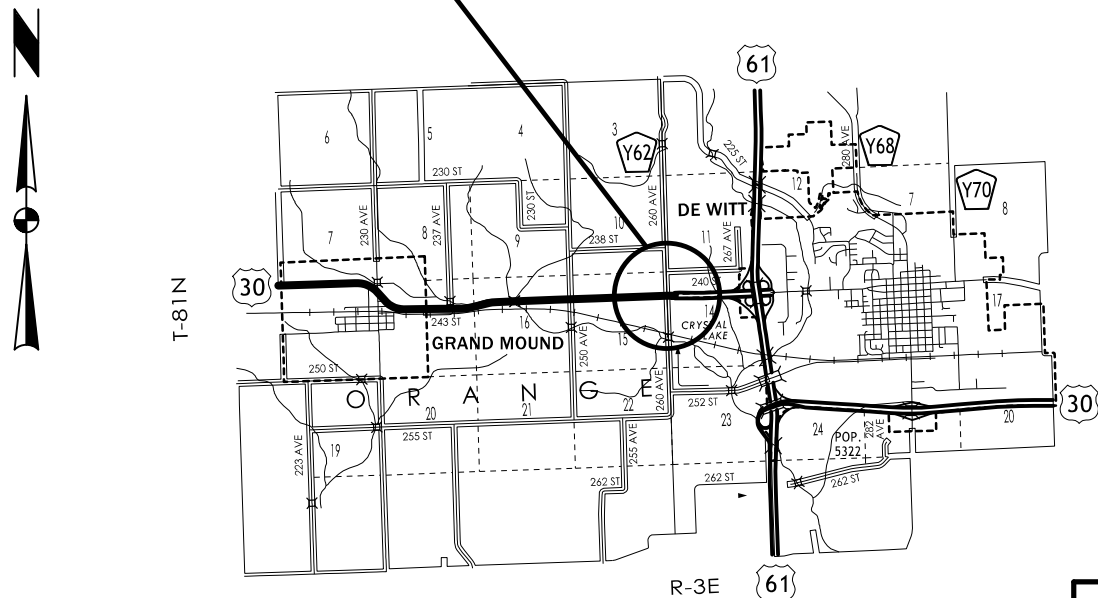 N
61
6
5
4
3
Y62
225 ST
280 AVE
Y68
12
7
Y70
8
230 ST
230 ST
260 AVE
DE WITT
230 AVE
237 AVE
7
8
9
10
238 ST
11
267 AVE
30
240
T-81N
243 ST
16
15
14
CRYSTAL
LAKE
17
GRAND MOUND
250 AVE
250 ST
ORANGE
260 AVE
252 ST
30
20
21
22
23
24
282 AVE
20
223 AVE
19
255 ST
255 AVE
POP.
5322
262 ST
262 ST
262 ST
R-3E
61